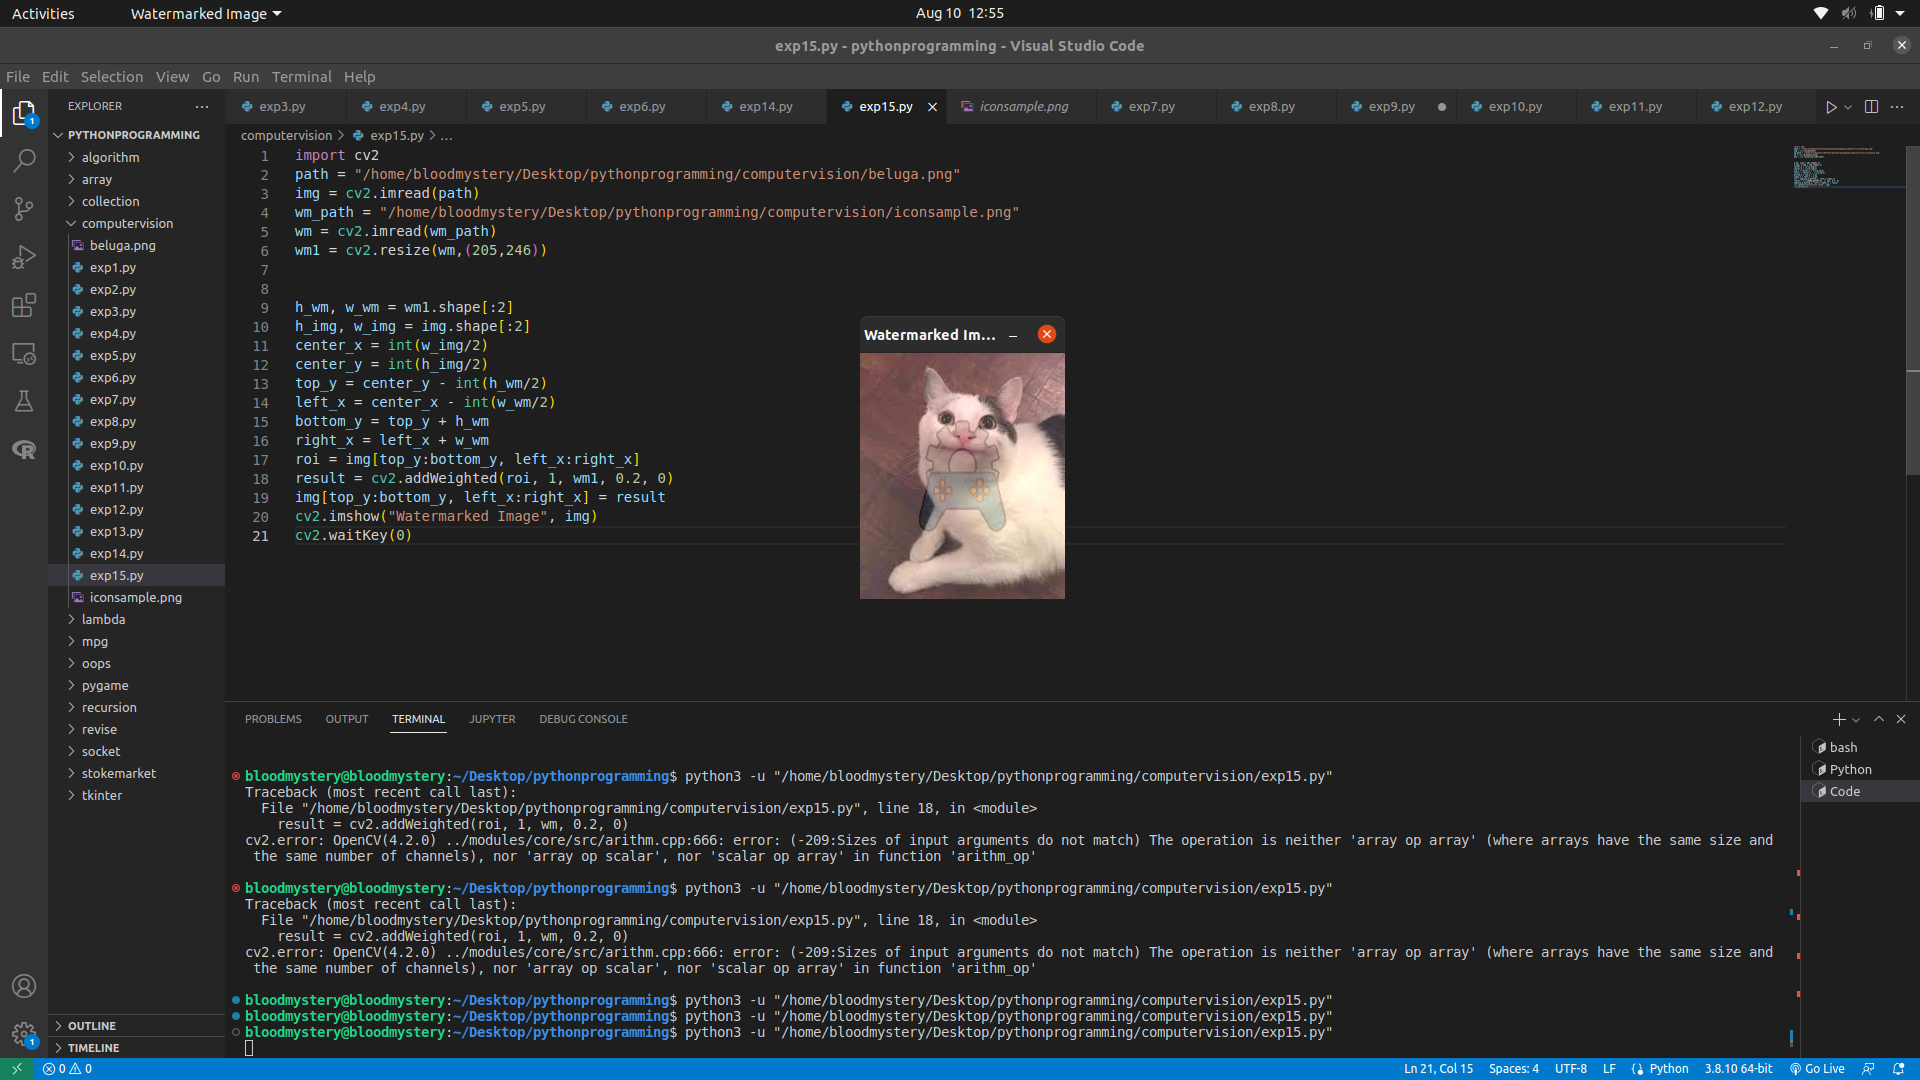 Activities
Watermarked Image
Aug 10 12:55
exp15.py - pythonprogramming - Visual Studio Code
File Edit Selection View Go Run Terminal Help
EXPLORER
PYTHONPROGRAMMING
algorithm
array
collection
computervision
beluga.png
exp1.py
exp2.py
exp3.py
exp4.py
exp5.py
exp6.py
exp7.py
exp8.py
exp9.py
exp10.py
exp11.py
exp12.py
exp13.py
exp14.py
exp15.py
iconsample.png
lambda
mpg
oops
pygame
recursion
revise
socket
stokemarket
tkinter
OUTLINE
TIMELINE
1
1
exp3.py exp4.py exp5.py exp6.py exp14.py exp15.py iconsample.png exp7.py exp8.py exp9.py exp10.py exp11.py exp12.py
computervision > exp15.py > ...
1 import cv2
2 path = "/home/bloodmystery/Desktop/pythonprogramming/computervision/beluga.png"
3 img = cv2.imread(path)
4 wm_path = "/home/bloodmystery/Desktop/pythonprogramming/computervision/iconsample.png"
5 wm = cv2.imread(wm_path)
6 wm1 = cv2.resize(wm,(205,246))
7
8
9 h_wm, w_wm = wm1.shape[:2]
10 h_img, w_img = img.shape[:2]
11 center_x = int(w_img/2)
12 center_y = int(h_img/2)
13 top_y = center_y - int(h_wm/2)
14 left_x = center_x - int(w_wm/2)
15 bottom_y = top_y + h_wm
16 right_x = left_x + w_wm
17 roi = img[top_y:bottom_y, left_x:right_x]
18 result = cv2.addWeighted(roi, 1, wm1, 0.2, 0)
19 img[top_y:bottom_y, left_x:right_x] = result
20 cv2.imshow("Watermarked Image", img)
21 cv2.waitKey(0)
Watermarked Im...
PROBLEMS OUTPUT TERMINAL JUPYTER DEBUG CONSOLE
bloodmystery@bloodmystery:~/Desktop/pythonprogramming$ python3 -u "/home/bloodmystery/Desktop/pythonprogramming/computervision/exp15.py"
Traceback (most recent call last):
File "/home/bloodmystery/Desktop/pythonprogramming/computervision/exp15.py", line 18, in <module>
result = cv2.addWeighted(roi, 1, wm, 0.2, 0)
cv2.error: OpenCV(4.2.0) ../modules/core/src/arithm.cpp:666: error: (-209:Sizes of input arguments do not match) The operation is neither 'array op array' (where arrays have the same size and
the same number of channels), nor 'array op scalar', nor 'scalar op array' in function 'arithm_op'
bloodmystery@bloodmystery:~/Desktop/pythonprogramming$ python3 -u "/home/bloodmystery/Desktop/pythonprogramming/computervision/exp15.py"
Traceback (most recent call last):
File "/home/bloodmystery/Desktop/pythonprogramming/computervision/exp15.py", line 18, in <module>
result = cv2.addWeighted(roi, 1, wm, 0.2, 0)
cv2.error: OpenCV(4.2.0) ../modules/core/src/arithm.cpp:666: error: (-209:Sizes of input arguments do not match) The operation is neither 'array op array' (where arrays have the same size and
the same number of channels), nor 'array op scalar', nor 'scalar op array' in function 'arithm_op'
bloodmystery@bloodmystery:~/Desktop/pythonprogramming$ python3 -u "/home/bloodmystery/Desktop/pythonprogramming/computervision/exp15.py"
bloodmystery@bloodmystery:~/Desktop/pythonprogramming$ python3 -u "/home/bloodmystery/Desktop/pythonprogramming/computervision/exp15.py"
bloodmystery@bloodmystery:~/Desktop/pythonprogramming$ python3 -u "/home/bloodmystery/Desktop/pythonprogramming/computervision/exp15.py"
bash
Python
Code
0 0
Ln 21, Col 15 Spaces: 4 UTF-8 LF Python 3.8.10 64-bit Go Live